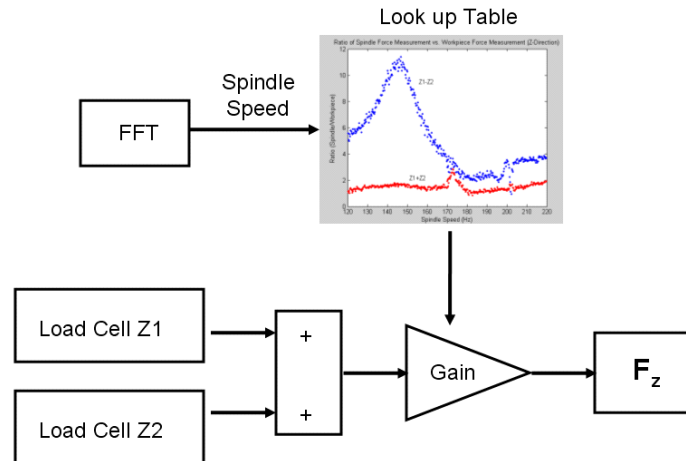 Look up Table
Ratio of Spindle Force Measurement vs. Workpiece Force Measurement (Z-Direction)
12
10
8
6
4
2
0
Ratio (Spindle/Workpiece)
Z1-Z2
Z1+Z2
120 130 140 150 160 170 180 190 200 210 220
Spindle Speed (Hz)
Spindle
Speed
FFT
Load Cell Z1
Load Cell Z2
+
+
Gain
Fz